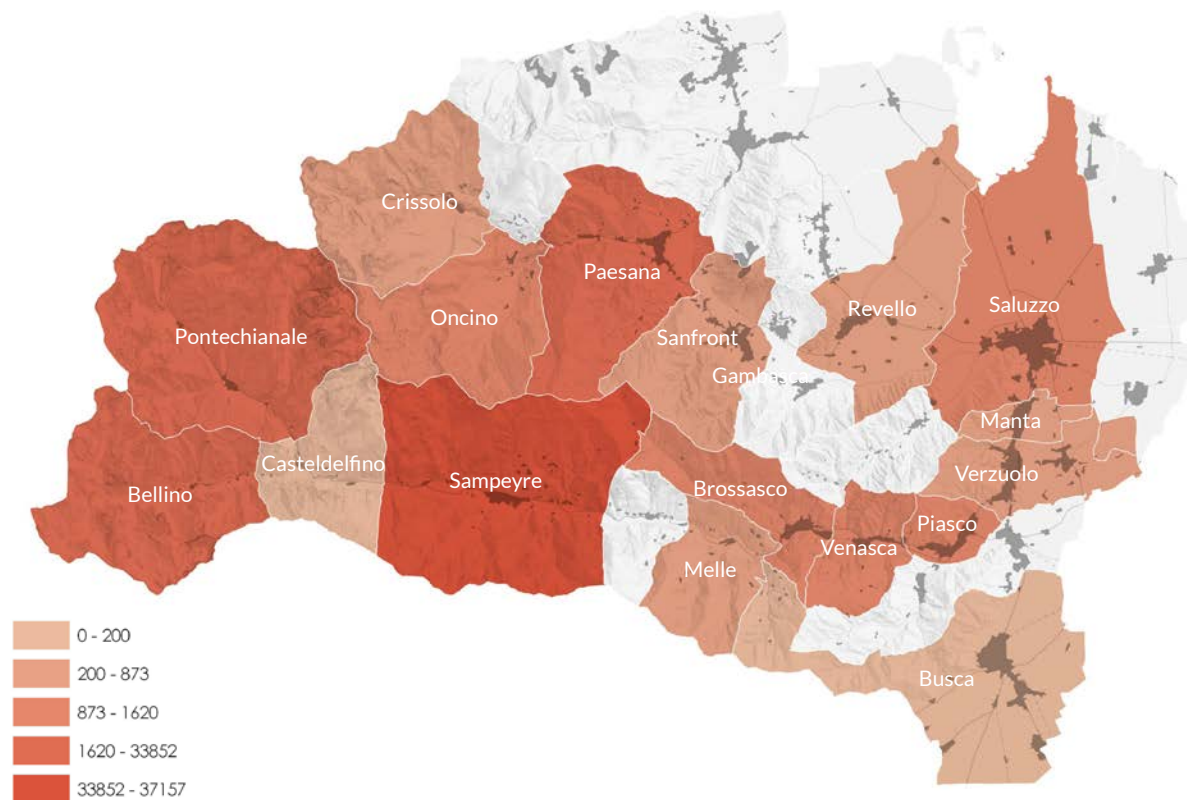 Crissolo
Paesana
Oncino
Pontechianale
Sanfront
Revello
Saluzzo
Gambasca
Manta
Casteldelfino
Bellino
Sampeyre
Brossasco
Verzuolo
Piasco
Venasca
Melle
Busca
0 - 200
200 - 873
873 - 1620
1620 - 33852
33852 - 37157